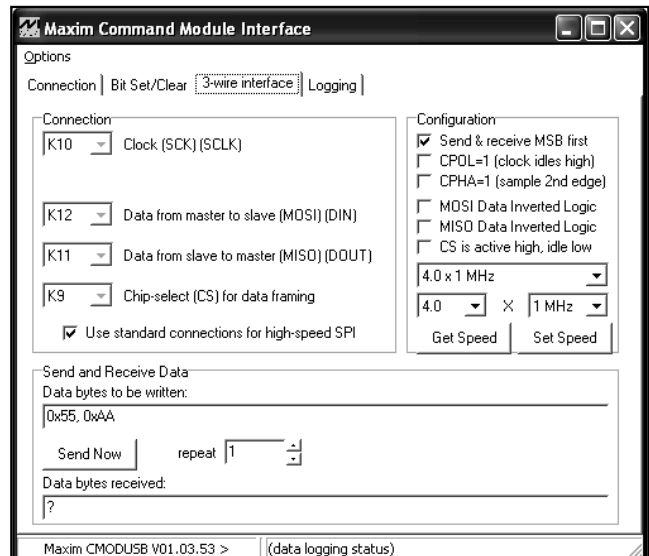 Maxim Command Module Interface
Options
Connection Bit Set/Clear 3-wire interface Logging
Connection
K10 Clock (SCK) (SCLK)
K12 Data from master to slave (MOSI) (DIN)
K11 Data from slave to master (MISO) (DOUT)
K9 Chip-select (CS) for data framing
Use standard connections for high-speed SPI
Configuration
Send & receive MSB first
CPOL=1 (clock idles high)
CPHA=1 (sample 2nd edge)
MOSI Data Inverted Logic
MISO Data Inverted Logic
CS is active high, idle low
4.0 x 1 MHz
4.0 X 1 MHz
Get Speed Set Speed
Send and Receive Data
Data bytes to be written:
0x55, 0xAA
Send Now repeat 1
Data bytes received:
?
Maxim CMODUSB V01.03.53 > (data logging status)